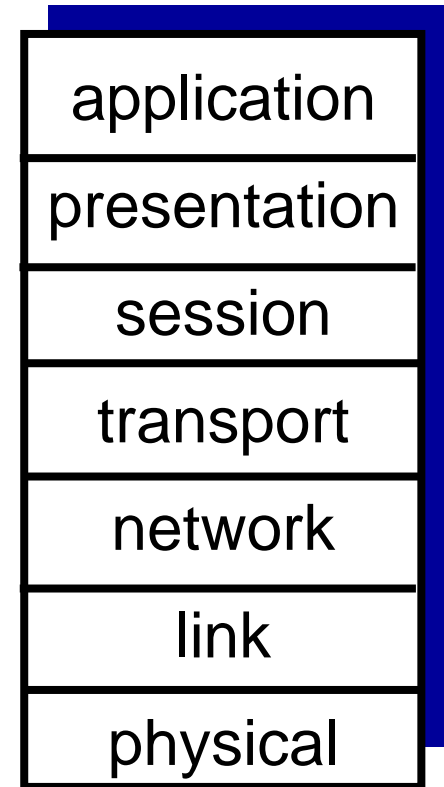 application
presentation
session
transport
network
link
physical